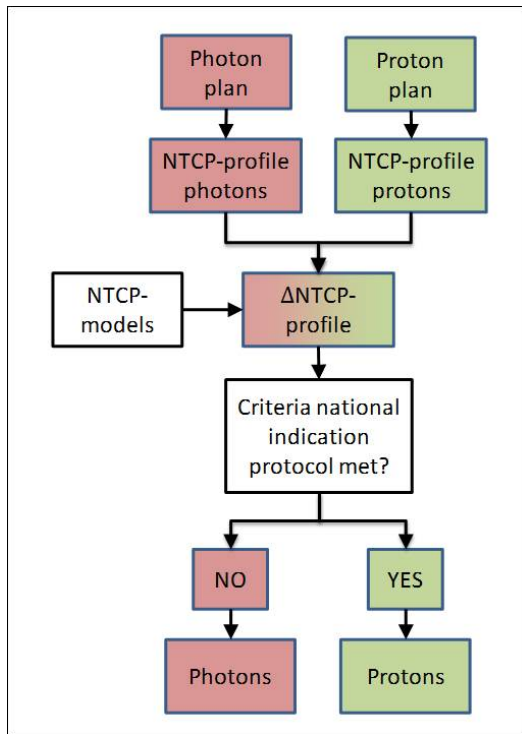 Photon
plan
Proton
plan
NTCP-profile
photons
NTCP-profile
protons
NTCP-
models
ΔNTCP-
profile
Criteria national
indication
protocol met?
NO
YES
Photons
Protons